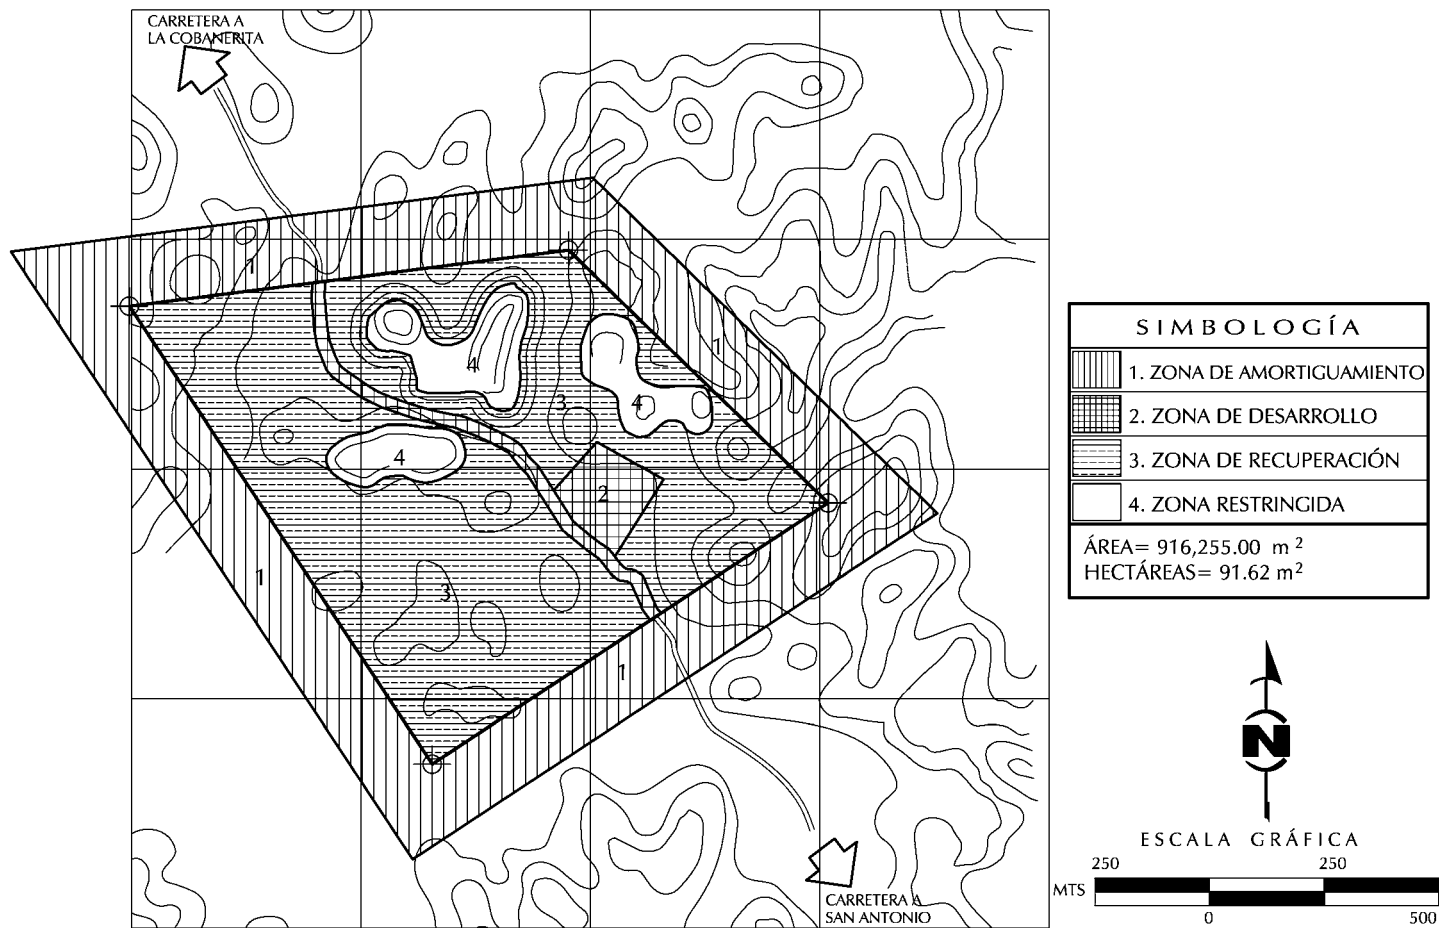 CARRETERA A
LA COBANERITA
1
4
1
3
4
4
2
1
3
1
CARRETERA A
SAN ANTONIO
SIMBOLOGÍA
1. ZONA DE AMORTIGUAMIENTO
2. ZONA DE DESARROLLO
3. ZONA DE RECUPERACIÓN
4. ZONA RESTRINGIDA
ÁREA= 916,255.00 m²
HECTÁREAS= 91.62 m²
N
ESCALA GRÁFICA
250 250
MTS
0 500